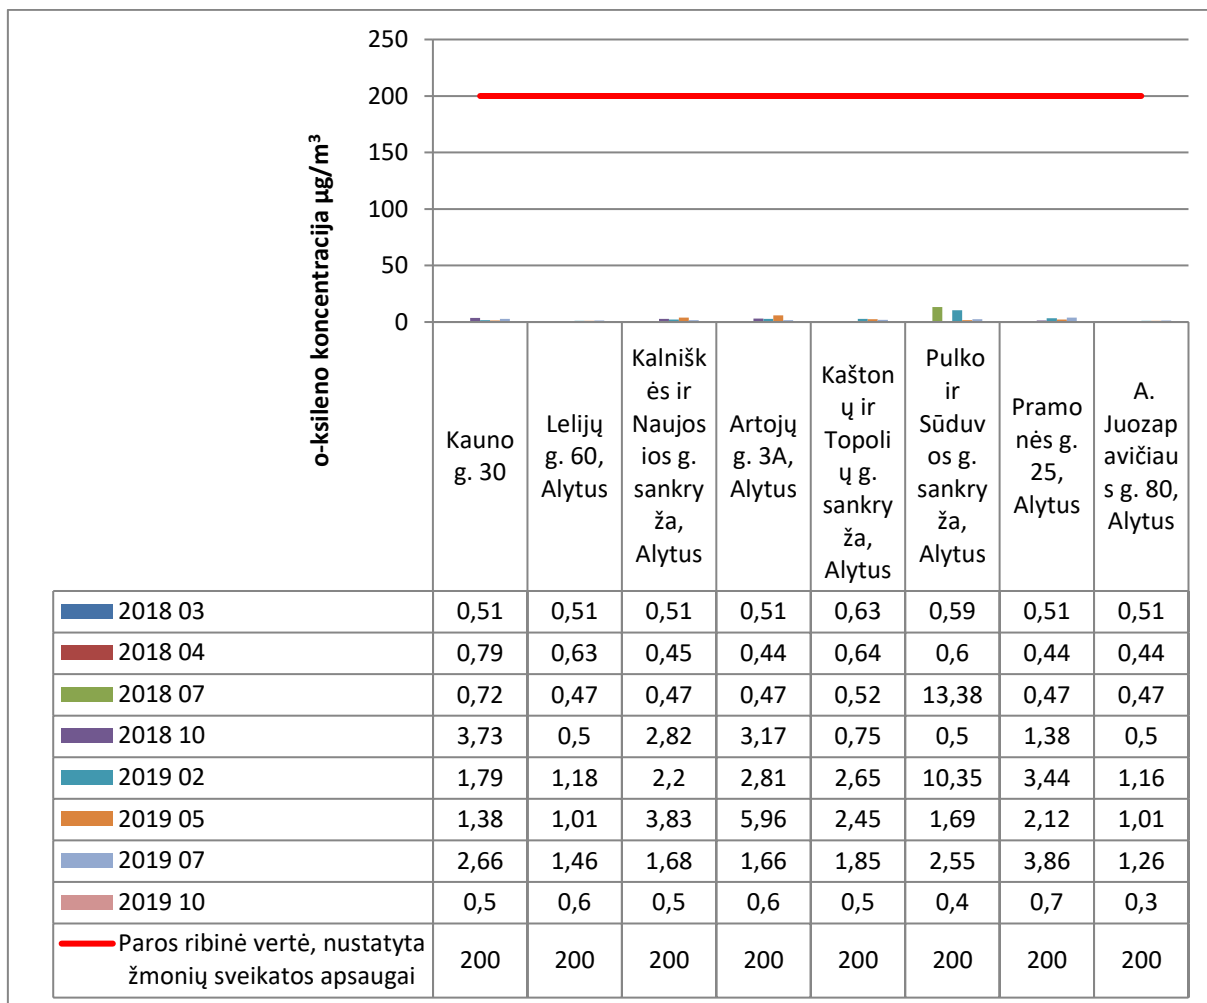 250
200
150
100
50
0
o-ksileno koncentracija µg/m³
Kauno
g. 30
Lelijų
g. 60,
Alytus
Kalnišk
ės ir
Naujos
ios g.
sankry
ža,
Alytus
Artojų
g. 3A,
Alytus
Kašton
ų ir
Topoli
ų g.
sankry
ža,
Alytus
Pulko
ir
Sūduv
os g.
sankry
ža,
Alytus
Pramo
nės g.
25,
Alytus
A.
Juozap
avičiau
s g. 80,
Alytus
2018 03 0,51 0,51 0,51 0,51 0,63 0,59 0,51 0,51
2018 04 0,79 0,63 0,45 0,44 0,64 0,6 0,44 0,44
2018 07 0,72 0,47 0,47 0,47 0,52 13,38 0,47 0,47
2018 10 3,73 0,5 2,82 3,17 0,75 0,5 1,38 0,5
2019 02 1,79 1,18 2,2 2,81 2,65 10,35 3,44 1,16
2019 05 1,38 1,01 3,83 5,96 2,45 1,69 2,12 1,01
2019 07 2,66 1,46 1,68 1,66 1,85 2,55 3,86 1,26
2019 10 0,5 0,6 0,5 0,6 0,5 0,4 0,7 0,3
Paros ribinė vertė, nustatyta
žmonių sveikatos apsaugai
200 200 200 200 200 200 200 200